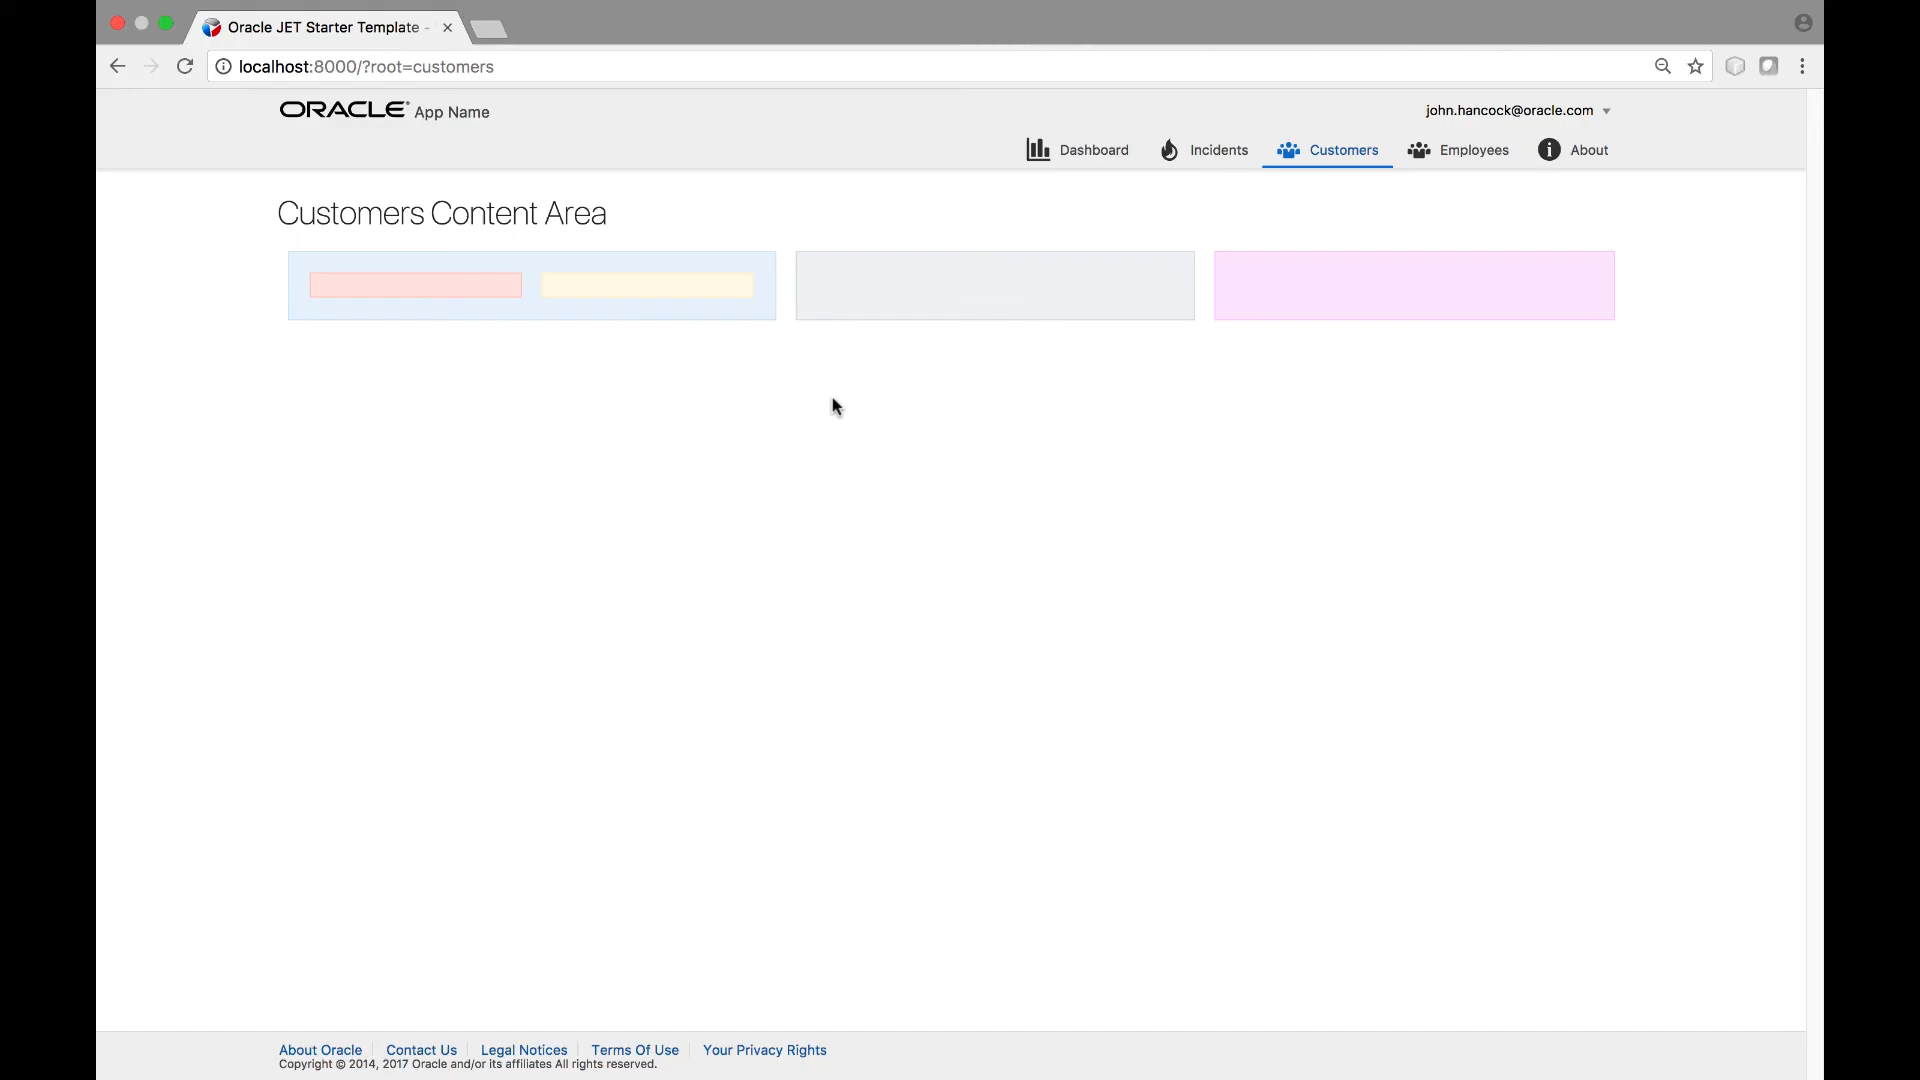 Oracle JET Starter Template -
localhost:8000/?root=customers
ORACLE® App Name
john.hancock@oracle.com
Dashboard Incidents Customers Employees About
Customers Content Area
About Oracle Contact Us Legal Notices Terms Of Use Your Privacy Rights
Copyright © 2014, 2017 Oracle and/or its affiliates All rights reserved.